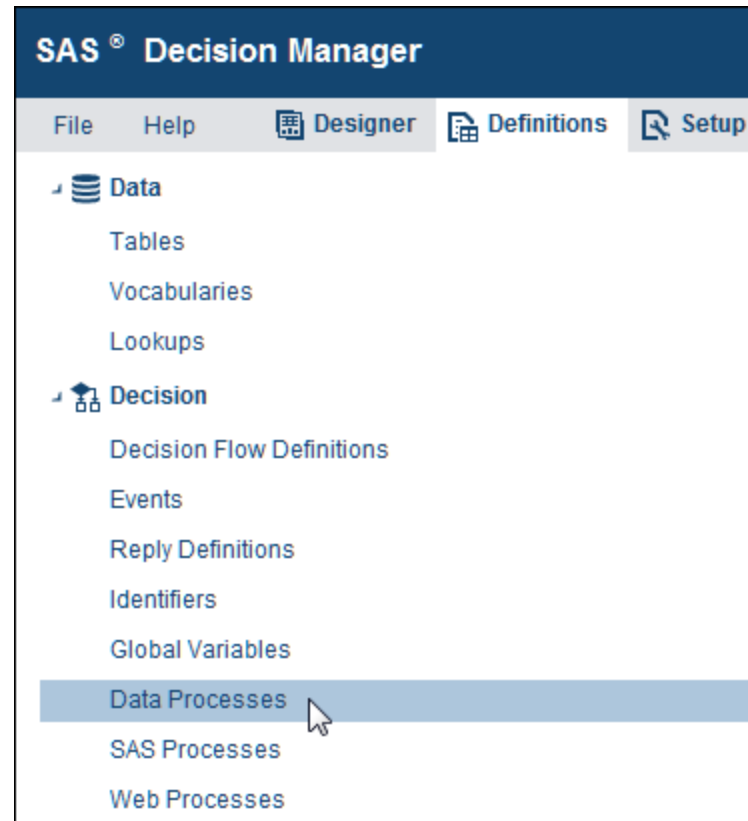 SAS ® Decision Manager
File Help Designer Definitions Setup
Data
Tables
Vocabularies
Lookups
Decision
Decision Flow Definitions
Events
Reply Definitions
Identifiers
Global Variables
Data Processes
SAS Processes
Web Processes